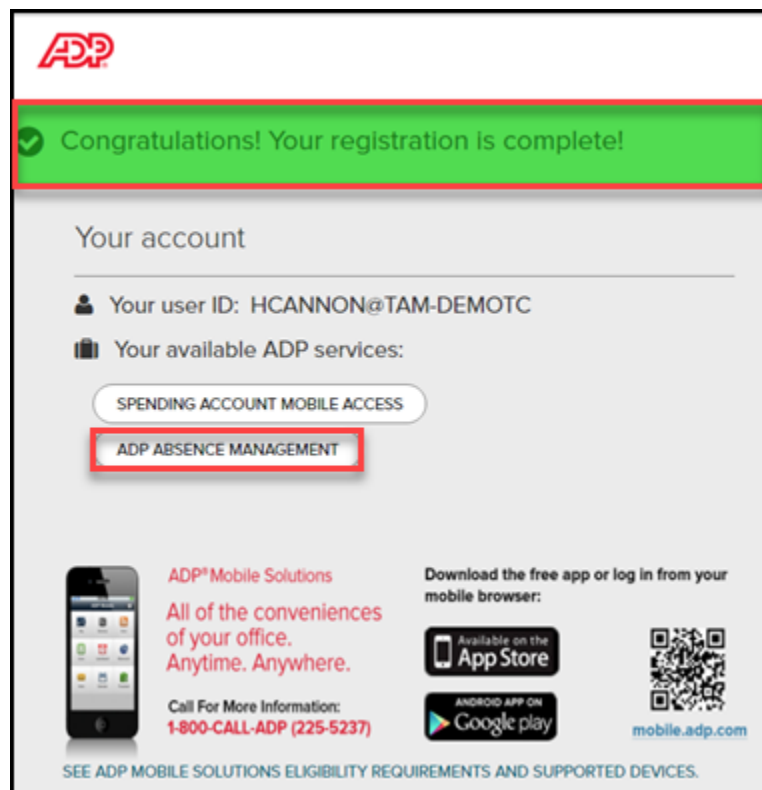 ADP
Congratulations! Your registration is complete!
Your account
Your user ID: HCANNON@TAM-DEMOTC
Your available ADP services:
SPENDING ACCOUNT MOBILE ACCESS
ADP ABSENCE MANAGEMENT
ADP® Mobile Solutions
All of the conveniences
of your office.
Anytime. Anywhere.
Call For More Information:
1-800-CALL-ADP (225-5237)
Download the free app or log in from your
mobile browser:
Available on the
App Store
ANDROID APP ON
Google play
mobile.adp.com
SEE ADP MOBILE SOLUTIONS ELIGIBILITY REQUIREMENTS AND SUPPORTED DEVICES.